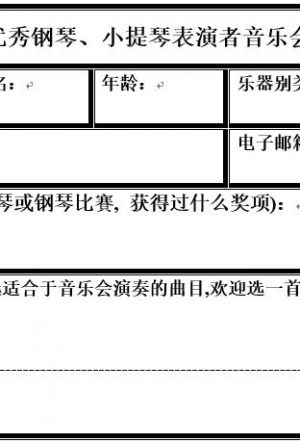 优秀钢琴、小提琴表演者音乐会
名： 年龄： 乐器别类
电子邮箱
琴或钢琴比赛, 获得过什么奖项)：
适合于音乐会演奏的曲目,欢迎选一首